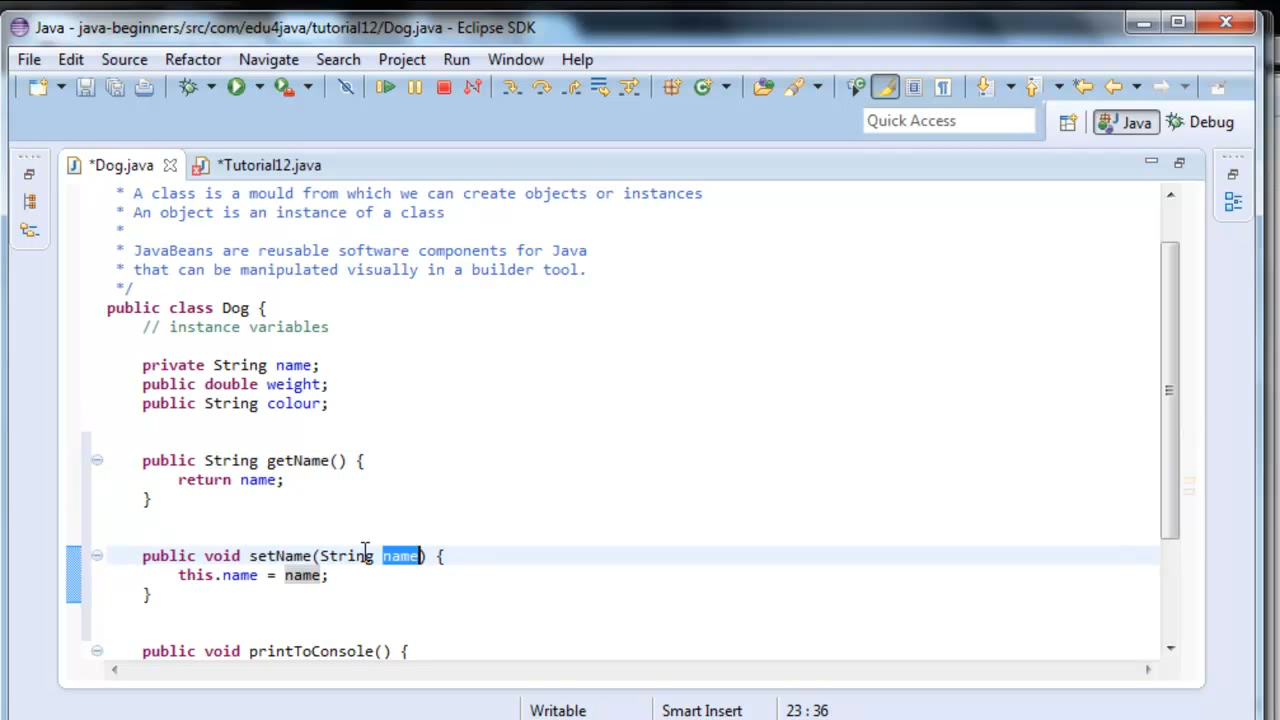 Java - java-beginners/src/com/edu4java/tutorial12/Dog.java - Eclipse SDK
File Edit Source Refactor Navigate Search Project Run Window Help
Quick Access
Java Debug
*Dog.java *Tutorial12.java
* A class is a mould from which we can create objects or instances
* An object is an instance of a class
*
* JavaBeans are reusable software components for Java
* that can be manipulated visually in a builder tool.
*/
public class Dog {
// instance variables
private String name;
public double weight;
public String colour;
public String getName() {
return name;
}
public void setName(String name) {
this.name = name;
}
public void printToConsole() {
Writable Smart Insert 23 : 36